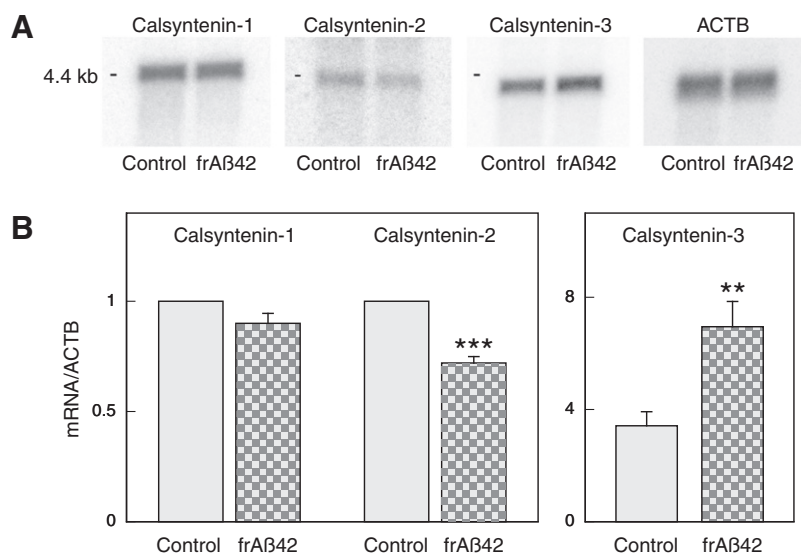 A
Calsyntenin-1 Calsyntenin-2 Calsyntenin-3 ACTB
4.4 kb - - -
Control frAß42 Control frAß42 Control frAß42 Control frAß42
B
Calsyntenin-1 Calsyntenin-2 Calsyntenin-3
mRNA/ACTB
1
0.5
0
***
8
4
0
**
Control frAß42 Control frAß42 Control frAß42